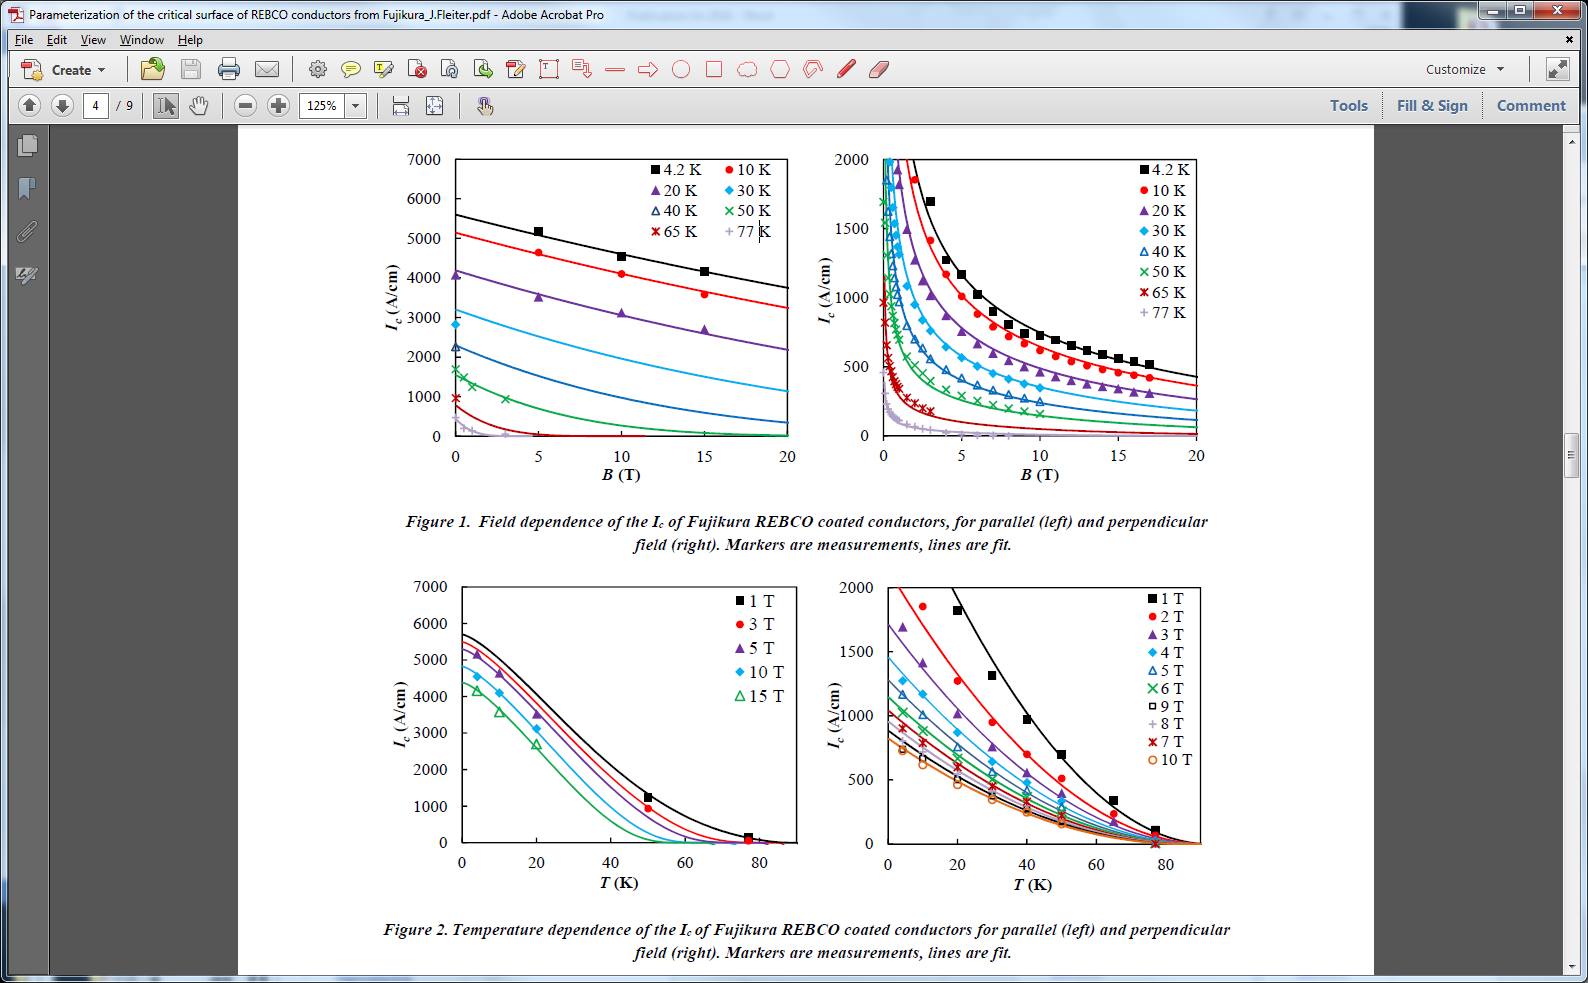 Parameterization of the critical surface of REBCO conductors from Fujikura_J.Fleiter.pdf - Adobe Acrobat Pro
File Edit View Window Help
Create
Customize
4 / 9
125%
Tools Fill & Sign Comment
7000
6000
5000
4000
3000
2000
1000
0
0 5 10 15 20
I_c (A/cm)
B (T)
4.2 K 10 K
20 K 30 K
40 K 50 K
65 K 77 K
2000
1500
1000
500
0
0 5 10 15 20
I_c (A/cm)
B (T)
4.2 K
10 K
20 K
30 K
40 K
50 K
65 K
77 K
Figure 1. Field dependence of the I_c of Fujikura REBCO coated conductors, for parallel (left) and perpendicular
field (right). Markers are measurements, lines are fit.
7000
6000
5000
4000
3000
2000
1000
0
0 20 40 60 80
I_c (A/cm)
T (K)
1 T
3 T
5 T
10 T
15 T
2000
1500
1000
500
0
0 20 40 60 80
I_c (A/cm)
T (K)
1 T
2 T
3 T
4 T
5 T
6 T
9 T
8 T
7 T
10 T
Figure 2. Temperature dependence of the I_c of Fujikura REBCO coated conductors for parallel (left) and perpendicular
field (right). Markers are measurements, lines are fit.